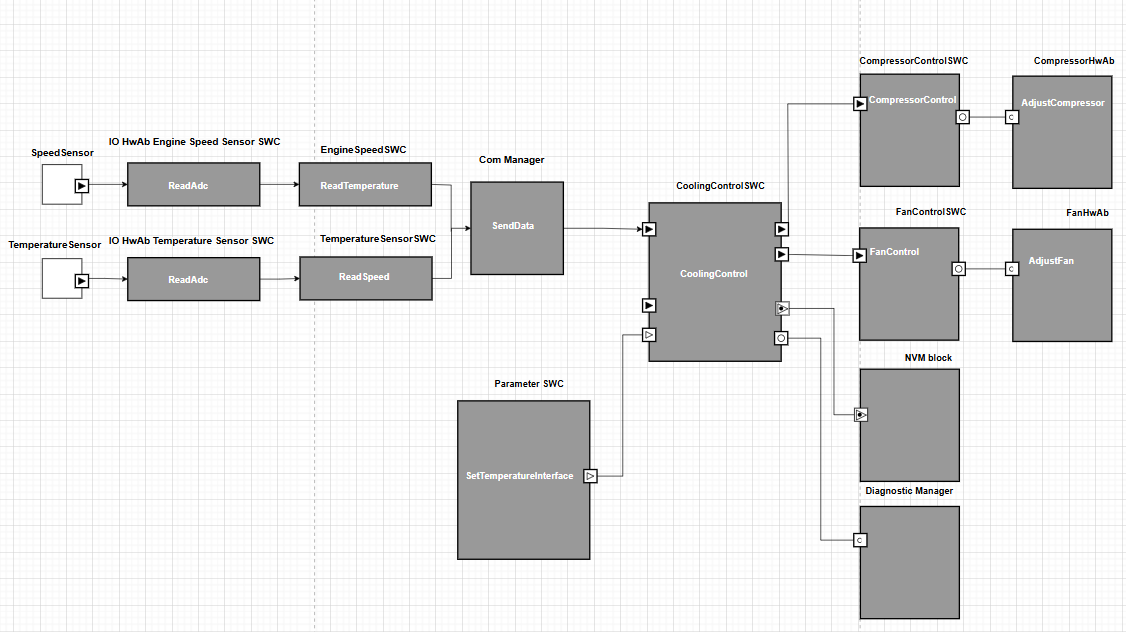 CompressorControlSWC
CompressorHwAb
CompressorControl
AdjustCompressor
C
IO HwAb Engine Speed Sensor SWC
SpeedSensor
EngineSpeedSWC
Com Manager
ReadAdc
ReadTemperature
CoolingControlSWC
FanControlSWC
FanHwAb
SendData
IO HwAb Temperature Sensor SWC
TemperatureSensor
TemperatureSensorSWC
FanControl
AdjustFan
C
ReadAdc
ReadSpeed
CoolingControl
NVM block
Parameter SWC
SetTemperatureInterface
Diagnostic Manager
C